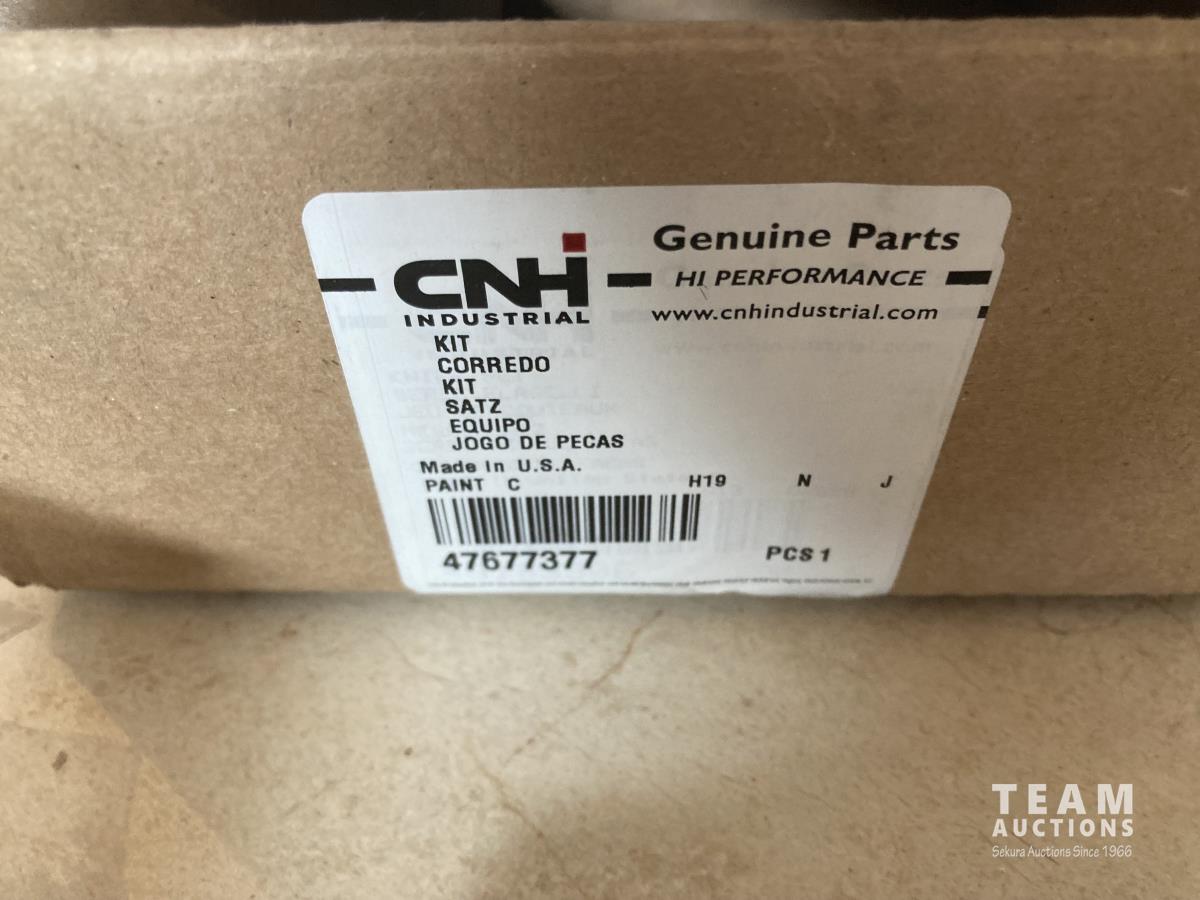 CNH
INDUSTRIAL
Genuine Parts
HI PERFORMANCE
www.cnhindustrial.com
KIT
CORREDO
KIT
SATZ
EQUIPO
JOGO DE PECAS
Made In U.S.A.
PAINT C H19 N J
47677377 PCS 1
TEAM
AUCTIONS
Sekura Auctions Since 1966